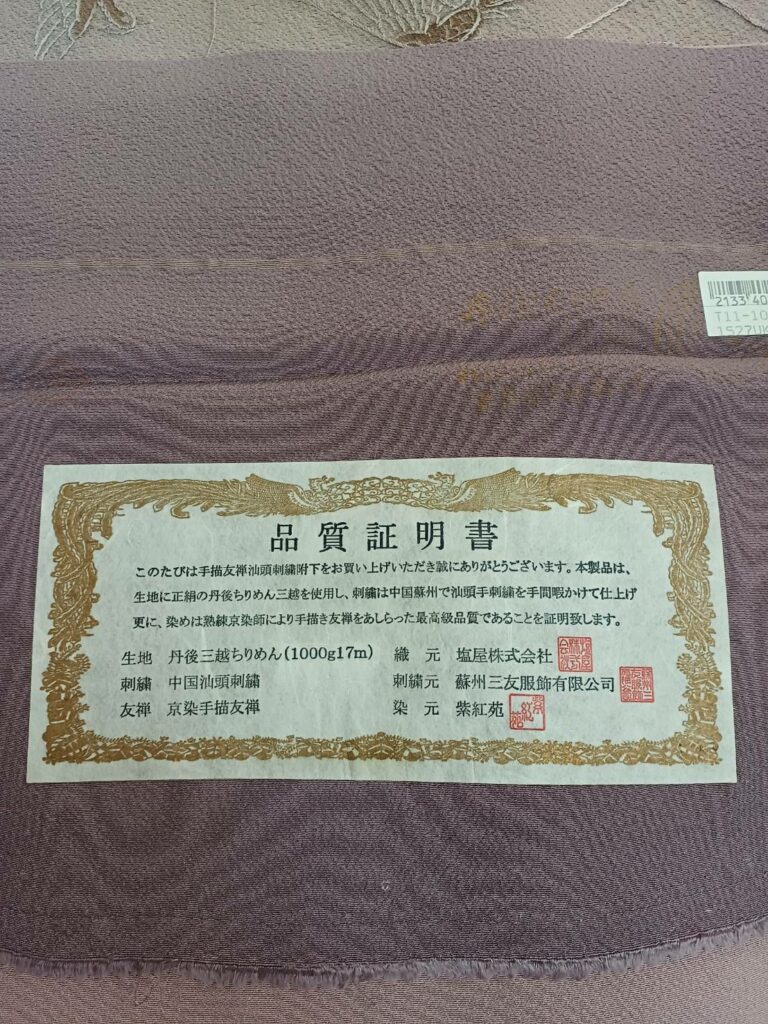 2133 40
T11-10
1527UK
品質証明書
このたびは手描友禅汕頭刺繍附下をお買い上げいただき誠にありがとうございます。本製品は、
生地に正絹の丹後ちりめん三越を使用し、刺繍は中国蘇州で汕頭手刺繍を手間暇かけて仕上げ
更に、染めは熟練京染師により手描き友禅をあしらった最高級品質であることを証明致します。
生地 丹後三越ちりめん(1000g17m) 織元 塩屋株式会社
刺繍 中国汕頭刺繍 刺繍元 蘇州三友服飾有限公司
友禅 京染手描友禅 染元 紫紅苑